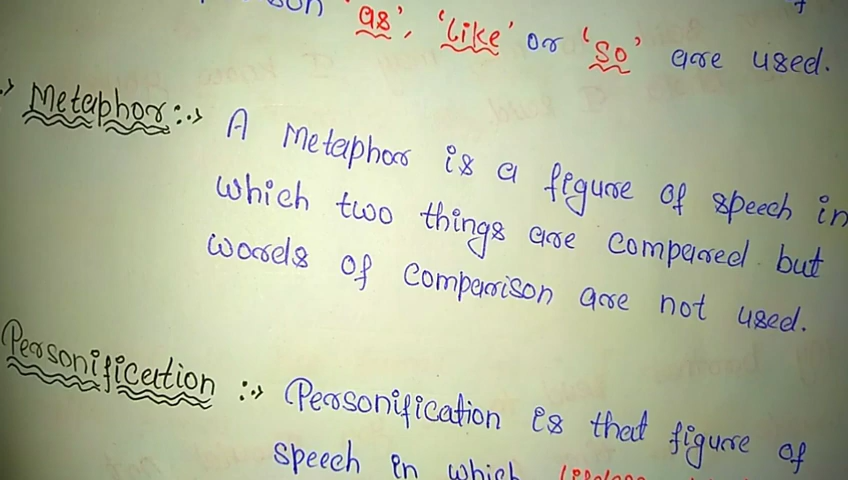 'as', 'like' or 'so' are used.
Metaphor:→ A Metaphor is a figure of speech in
which two things are compared but
words of comparison are not used.
Personification :→ Personification is that figure of
speech in which